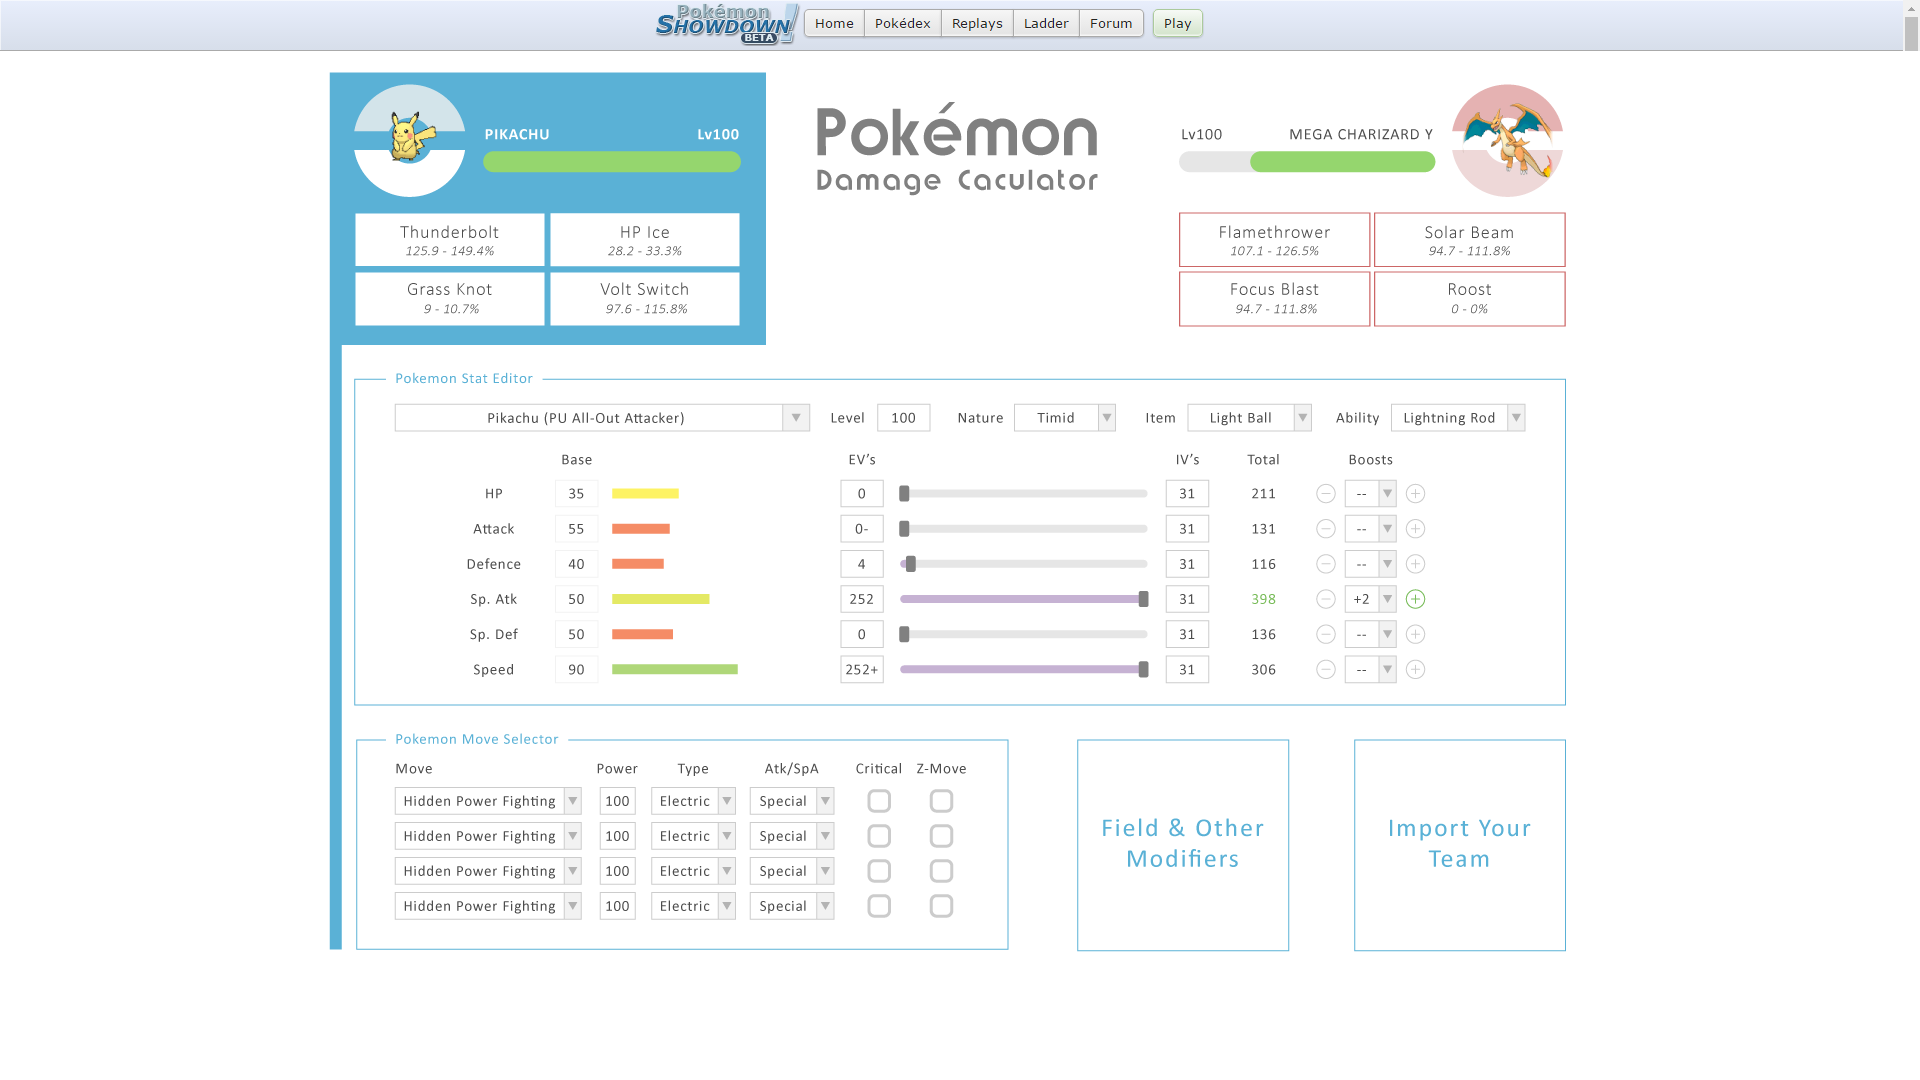 Pokémon
SHOWDOWN!
BETA
Home Pokédex Replays Ladder Forum Play
PIKACHU Lv100
Pokémon
Damage Caculator
Lv100 MEGA CHARIZARD Y
Thunderbolt
125.9 - 149.4%
HP Ice
28.2 - 33.3%
Grass Knot
9 - 10.7%
Volt Switch
97.6 - 115.8%
Flamethrower
107.1 - 126.5%
Solar Beam
94.7 - 111.8%
Focus Blast
94.7 - 111.8%
Roost
0 - 0%
Pokemon Stat Editor
Pikachu (PU All-Out Attacker) Level 100 Nature Timid Item Light Ball Ability Lightning Rod
Base EV's IV's Total Boosts
HP 35 0 31 211 --
Attack 55 0- 31 131 --
Defence 40 4 31 116 --
Sp. Atk 50 252 31 398 +2
Sp. Def 50 0 31 136 --
Speed 90 252+ 31 306 --
Pokemon Move Selector
Move Power Type Atk/SpA Critical Z-Move
Hidden Power Fighting 100 Electric Special
Hidden Power Fighting 100 Electric Special
Hidden Power Fighting 100 Electric Special
Hidden Power Fighting 100 Electric Special
Field & Other
Modifiers
Import Your
Team